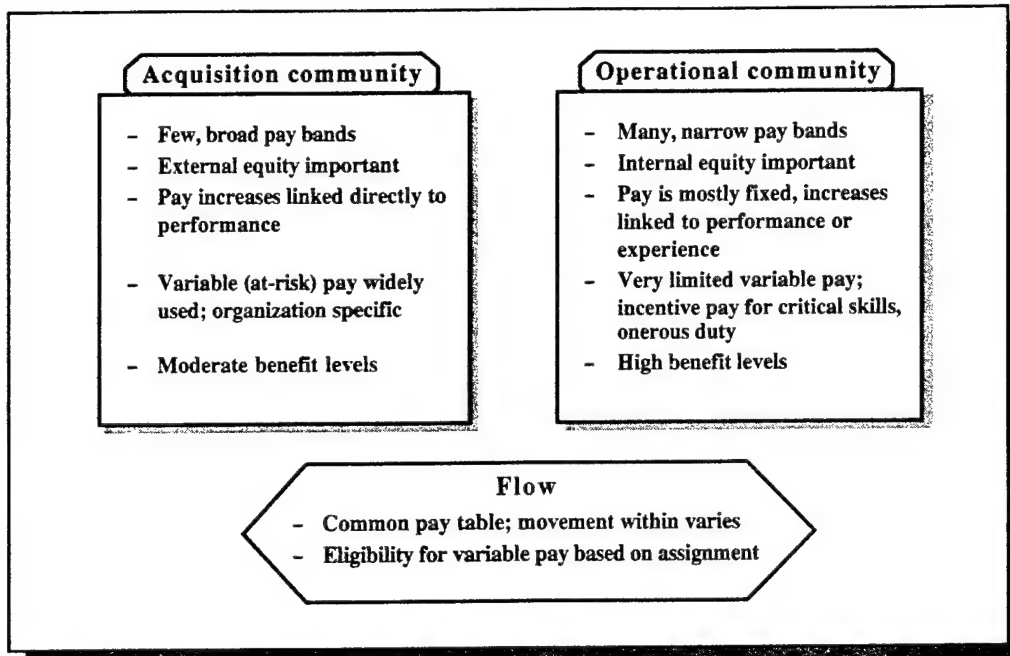 Acquisition community
– Few, broad pay bands
– External equity important
– Pay increases linked directly to
performance
– Variable (at-risk) pay widely
used; organization specific
– Moderate benefit levels
Operational community
– Many, narrow pay bands
– Internal equity important
– Pay is mostly fixed, increases
linked to performance or
experience
– Very limited variable pay;
incentive pay for critical skills,
onerous duty
– High benefit levels
Flow
– Common pay table; movement within varies
– Eligibility for variable pay based on assignment